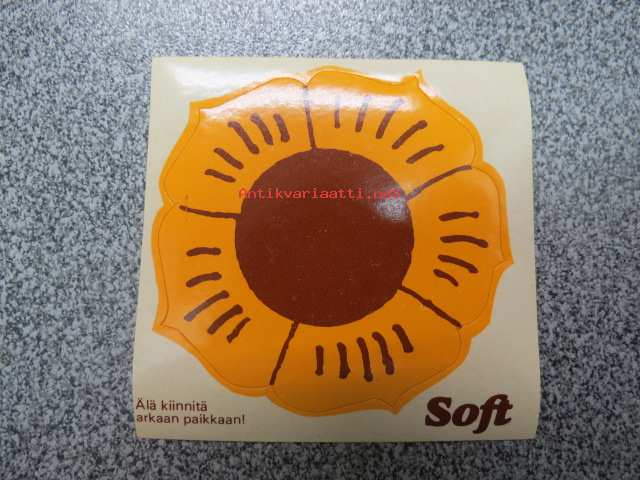 Antikvariaatti.net
Älä kiinnitä
arkaan paikkaan!
Soft